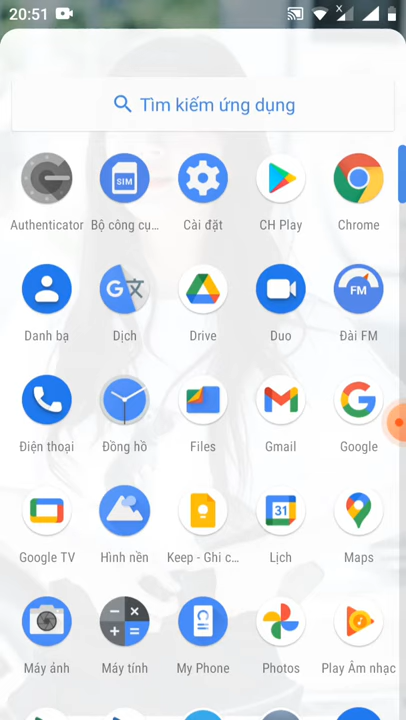 20:51
Tìm kiếm ứng dụng
Authenticator
SIM
Bộ công cụ...
Cài đặt
CH Play
Chrome
Danh bạ
G文
Dịch
Drive
Duo
FM
Đài FM
Điện thoại
Đồng hồ
Files
Gmail
G
Google
Google TV
Hình nền
Keep - Ghi c...
31
Lịch
Maps
Máy ảnh
Máy tính
My Phone
Photos
Play Âm nhạc